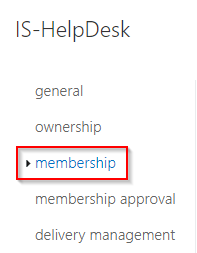 IS-HelpDesk
general
ownership
membership
membership approval
delivery management